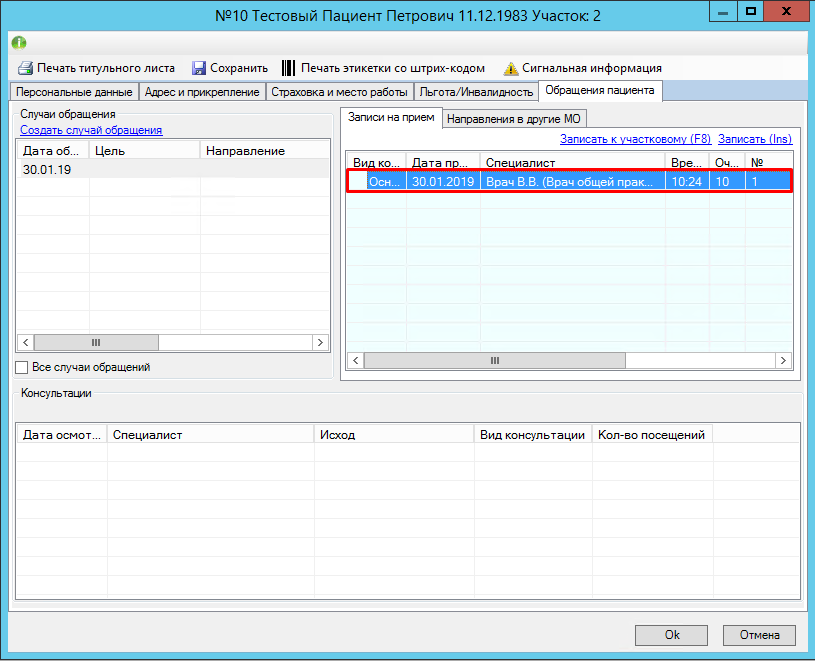 №10 Тестовый Пациент Петрович 11.12.1983 Участок: 2
Печать титульного листа Сохранить Печать этикетки со штрих-кодом Сигнальная информация
Персональные данные Адрес и прикрепление Страховка и место работы Льгота/Инвалидность Обращения пациента
Случаи обращения
Создать случай обращения
Дата об... Цель Направление
30.01.19
Все случаи обращений
Записи на прием Направления в другие МО
Записать к участковому (F8) Записать (Ins)
Вид ко... Дата пр... Специалист Вре... Оч... №
Осн... 30.01.2019 Врач В.В. (Врач общей прак... 10:24 10 1
Консультации
Дата осмот... Специалист Исход Вид консультации Кол-во посещений
Ok Отмена